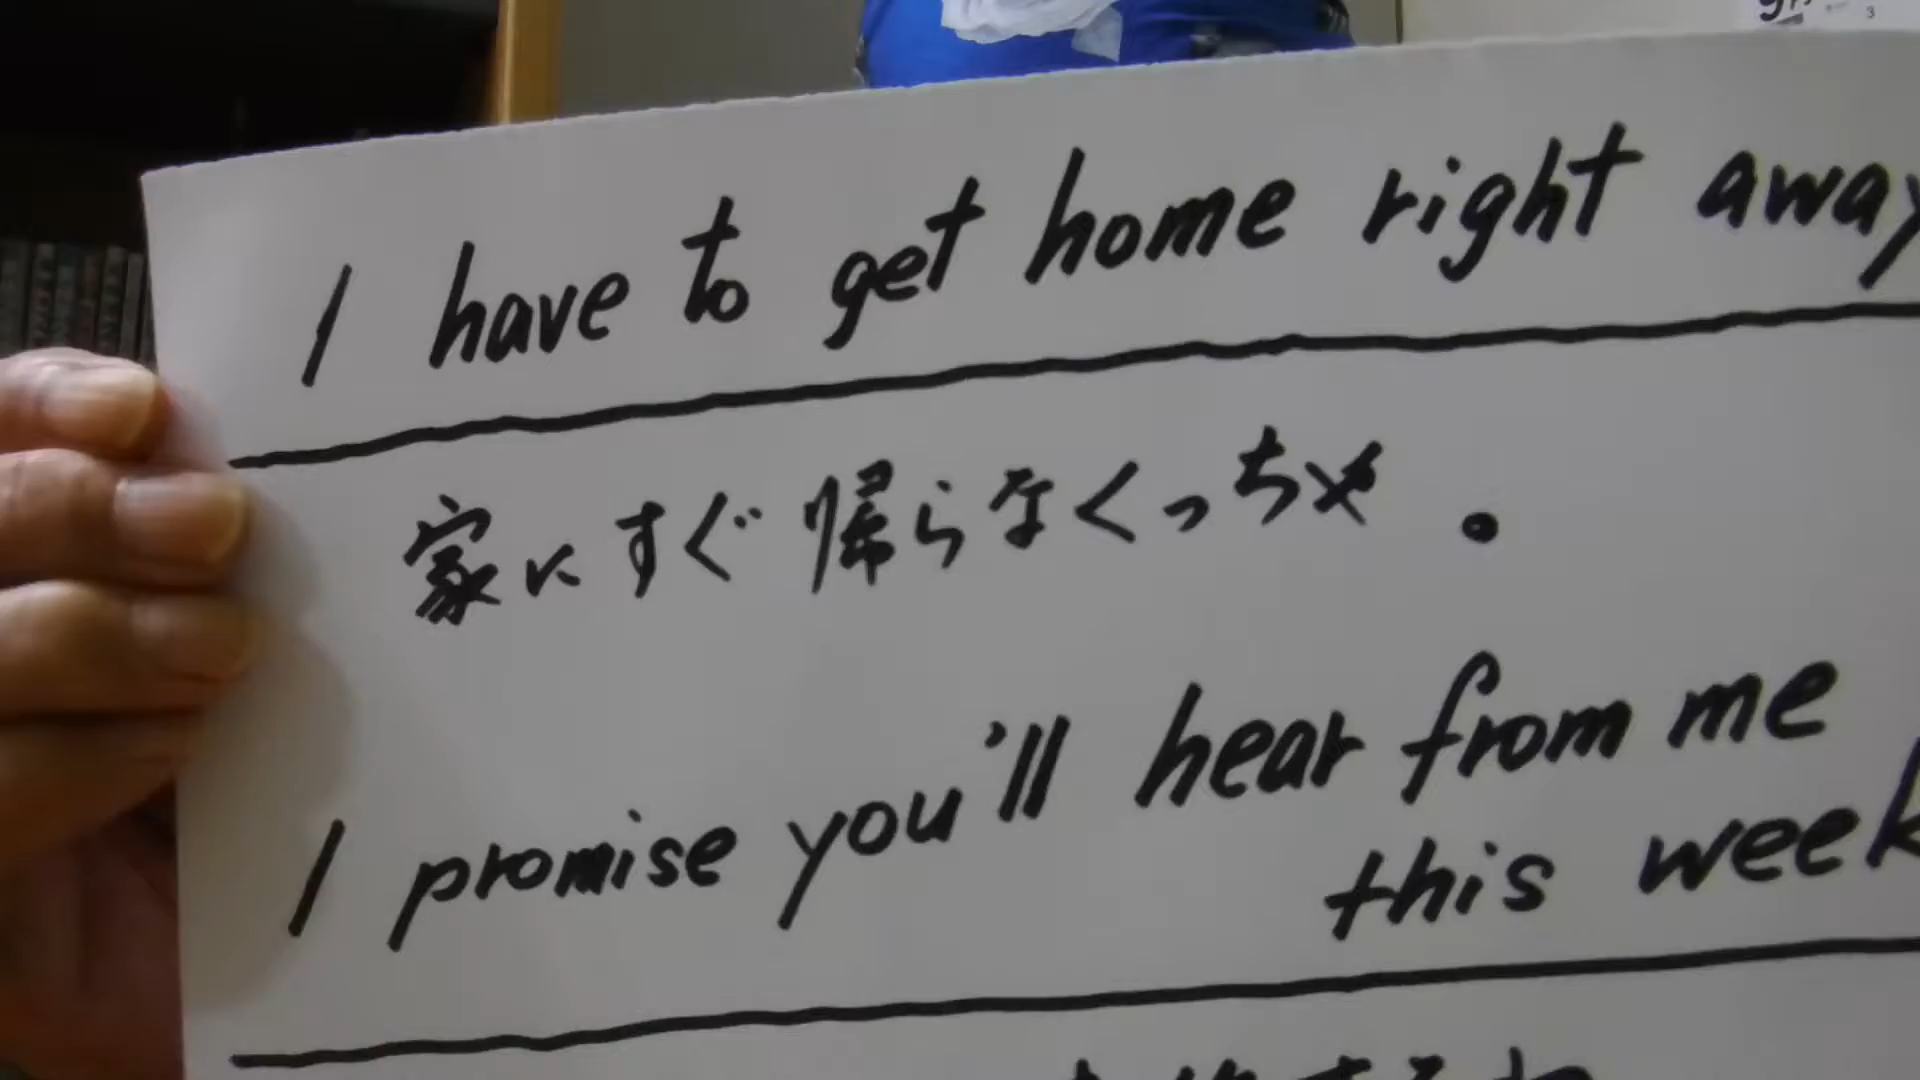 I have to get home right away
家にすぐ帰らなくっちゃ。
I promise you'll hear from me
this week